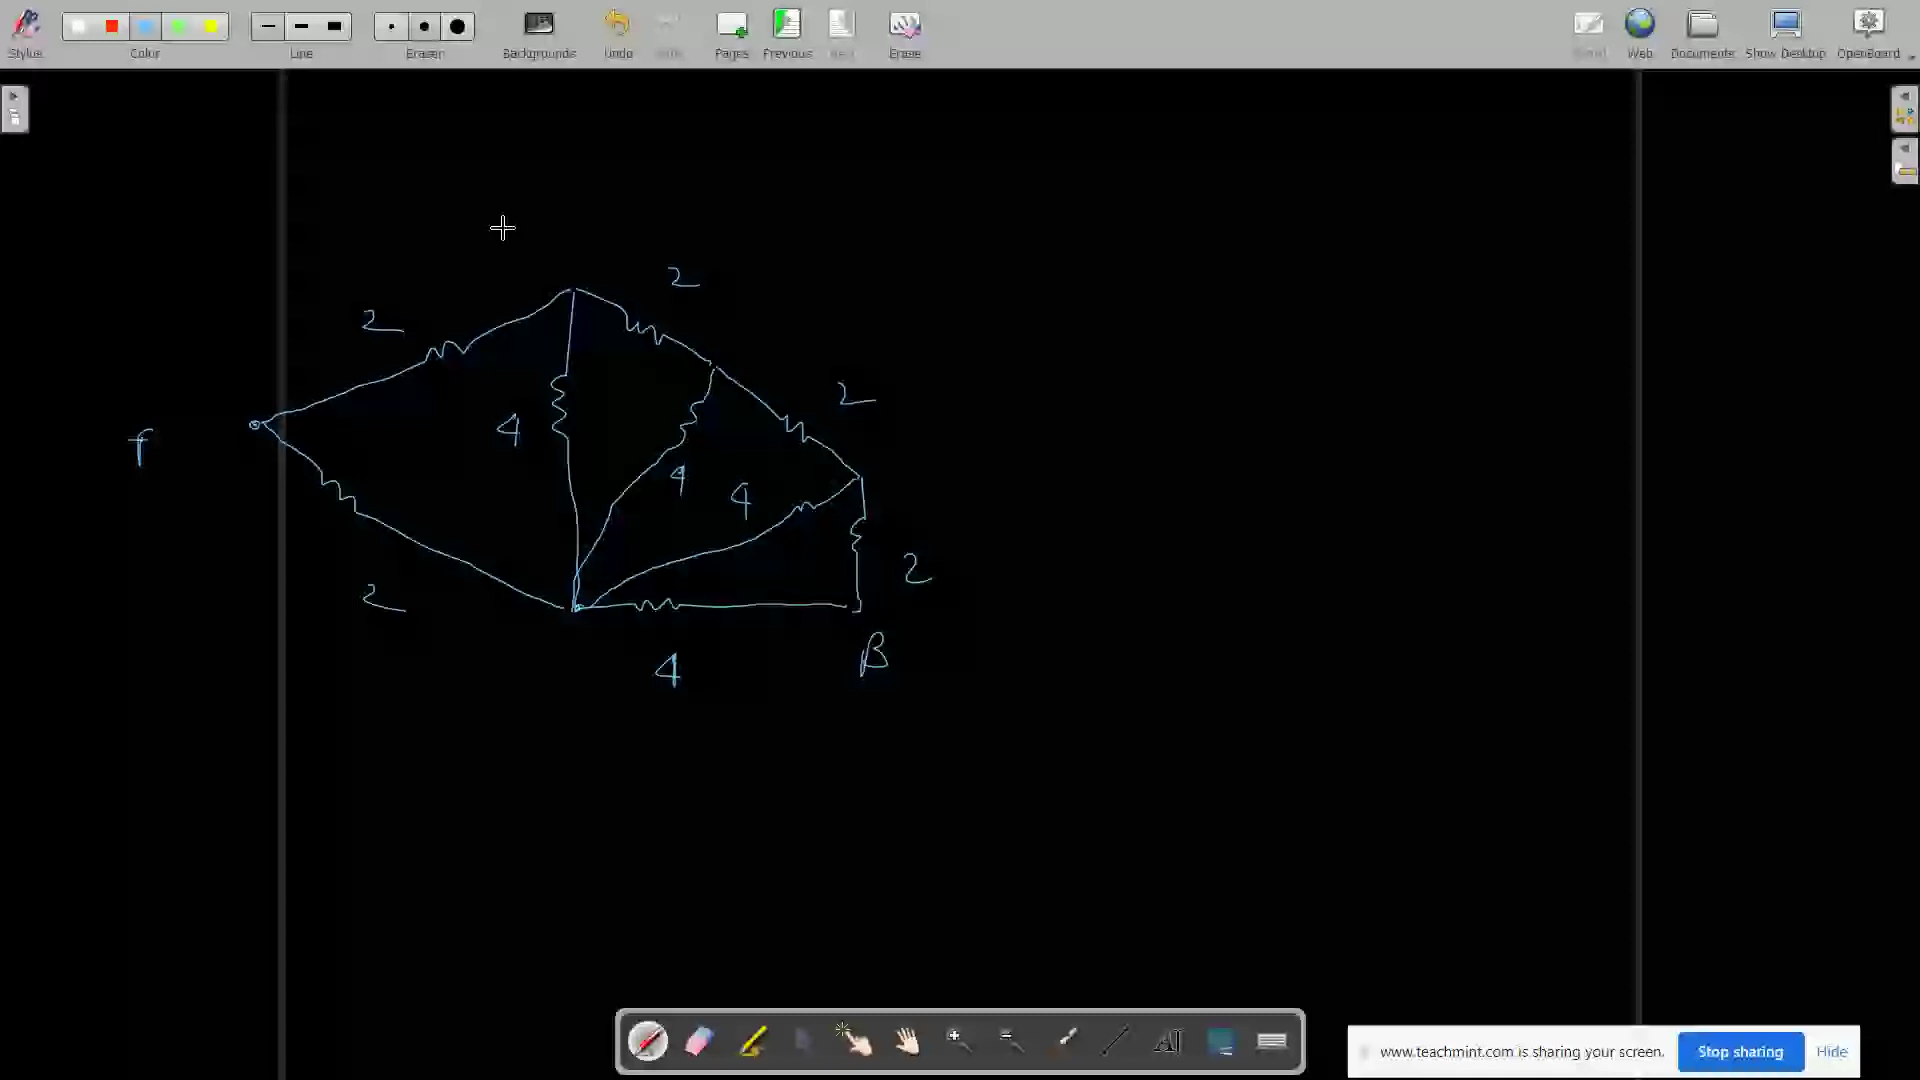 Stylus
Color
Line
Eraser
Backgrounds
Undo
Pages
Previous
Erase
Web
Documents
Show Desktop
OpenBoard
2
2
2
4
4
4
2
2
4
B
www.teachmint.com is sharing your screen.
Stop sharing
Hide